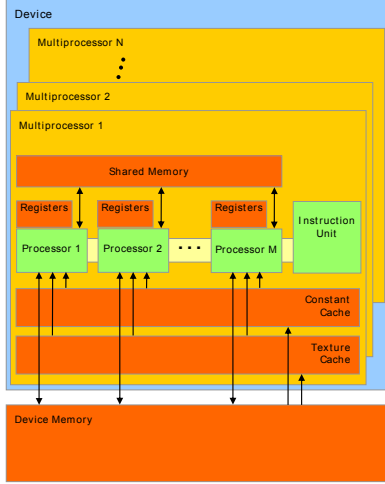 Device
Multiprocessor N
Multiprocessor 2
Multiprocessor 1
Shared Memory
Registers
Registers
Registers
Processor 1
Processor 2
Processor M
Instruction
Unit
Constant
Cache
Texture
Cache
Device Memory